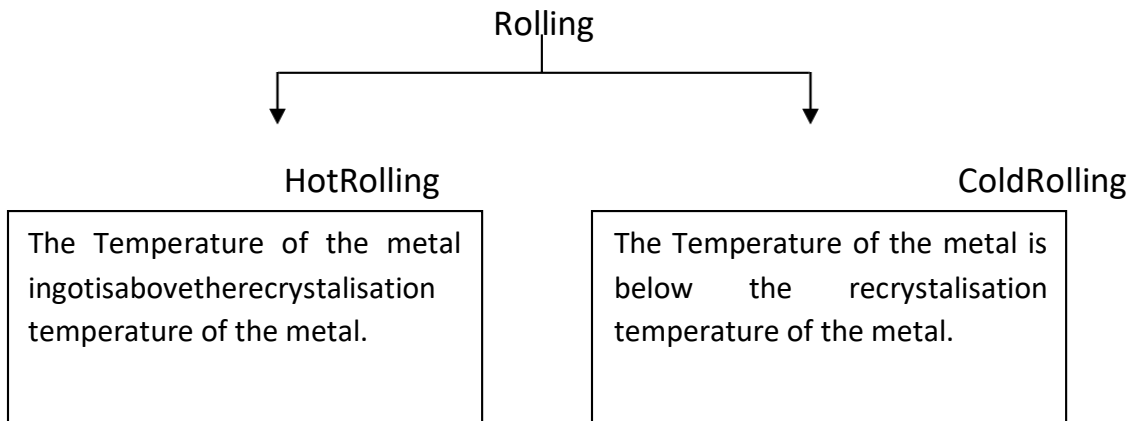 Rolling
HotRolling
ColdRolling
The Temperature of the metal
ingotisabovetherecrystalisation
temperature of the metal.
The Temperature of the metal is
below the recrystalisation
temperature of the metal.